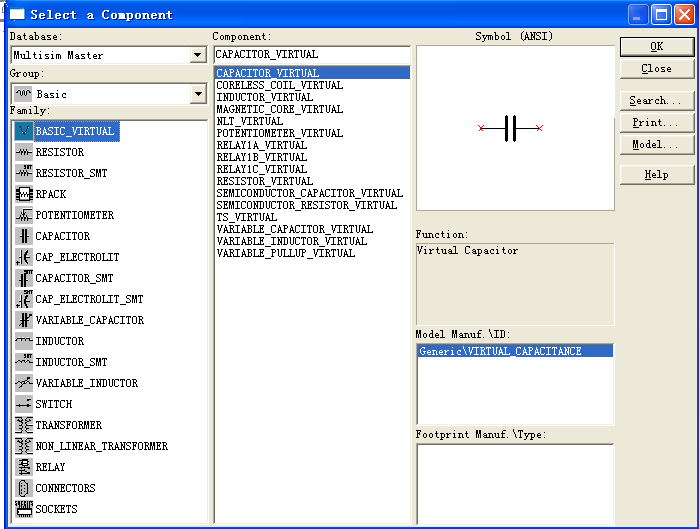 Select a Component
Database:
Multisim Master
Group:
Basic
Family:
BASIC_VIRTUAL
RESISTOR
RESISTOR_SMT
RPACK
POTENTIOMETER
CAPACITOR
CAP_ELECTROLIT
CAPACITOR_SMT
CAP_ELECTROLIT_SMT
VARIABLE_CAPACITOR
INDUCTOR
INDUCTOR_SMT
VARIABLE_INDUCTOR
SWITCH
TRANSFORMER
NON_LINEAR_TRANSFORMER
RELAY
CONNECTORS
SOCKETS
Component:
CAPACITOR_VIRTUAL
CAPACITOR_VIRTUAL
CORELESS_COIL_VIRTUAL
INDUCTOR_VIRTUAL
MAGNETIC_CORE_VIRTUAL
NLT_VIRTUAL
POTENTIOMETER_VIRTUAL
RELAY1A_VIRTUAL
RELAY1B_VIRTUAL
RELAY1C_VIRTUAL
RESISTOR_VIRTUAL
SEMICONDUCTOR_CAPACITOR_VIRTUAL
SEMICONDUCTOR_RESISTOR_VIRTUAL
TS_VIRTUAL
VARIABLE_CAPACITOR_VIRTUAL
VARIABLE_INDUCTOR_VIRTUAL
VARIABLE_PULLUP_VIRTUAL
Symbol (ANSI)
Function:
Virtual Capacitor
Model Manuf.\ID:
Generic\VIRTUAL_CAPACITANCE
Footprint Manuf.\Type:
OK
Close
Search...
Print...
Model...
Help